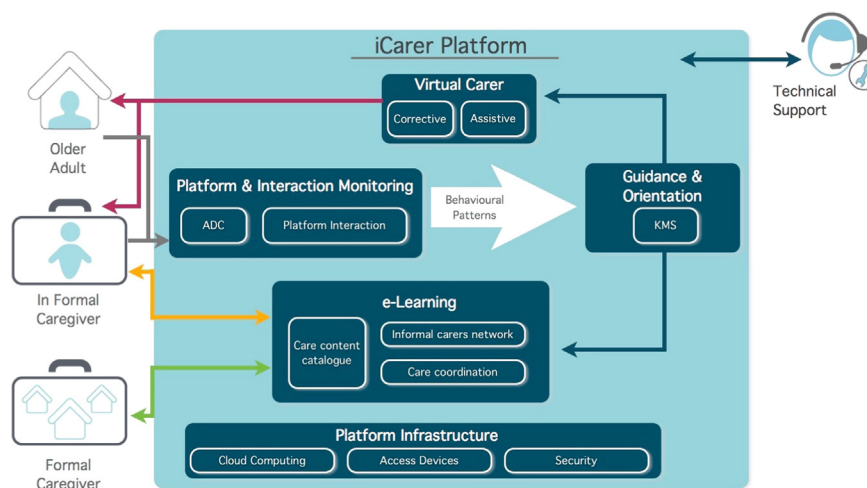 iCarer Platform
Technical
Support
Virtual Carer
Corrective
Assistive
Older
Adult
Platform & Interaction Monitoring
ADC
Platform Interaction
Behavioural
Patterns
Guidance &
Orientation
KMS
In Formal
Caregiver
e-Learning
Care content
catalogue
Informal carers network
Care coordination
Formal
Caregiver
Platform Infrastructure
Cloud Computing
Access Devices
Security